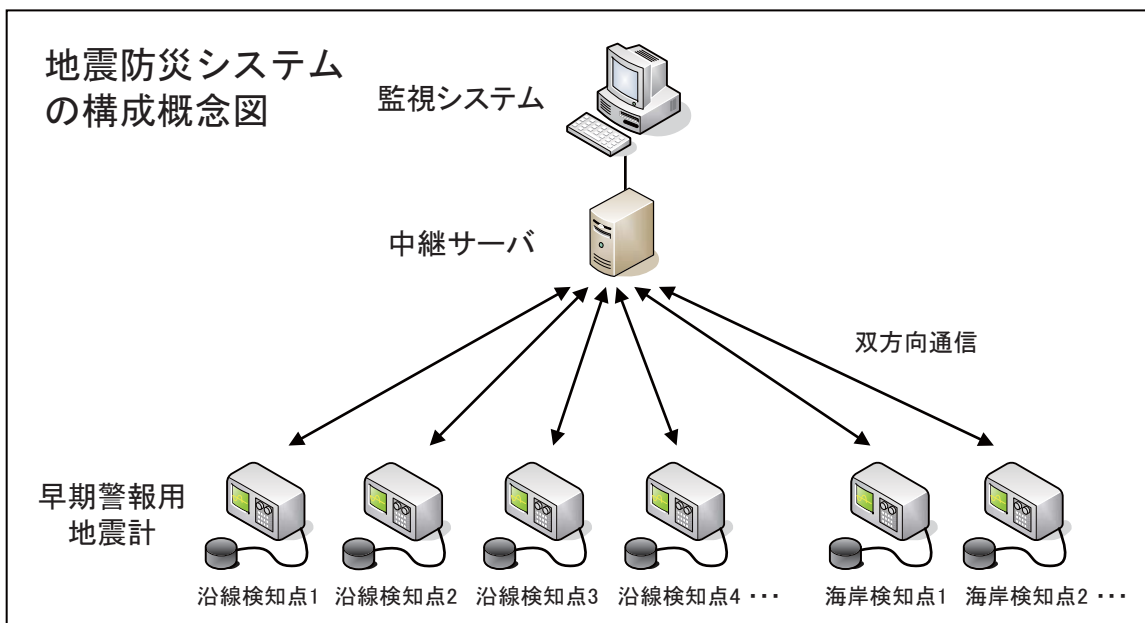 地震防災システム
の構成概念図
監視システム
中継サーバ
双方向通信
早期警報用
地震計
沿線検知点1 沿線検知点2 沿線検知点3 沿線検知点4 ･･･ 海岸検知点1 海岸検知点2 ･･･